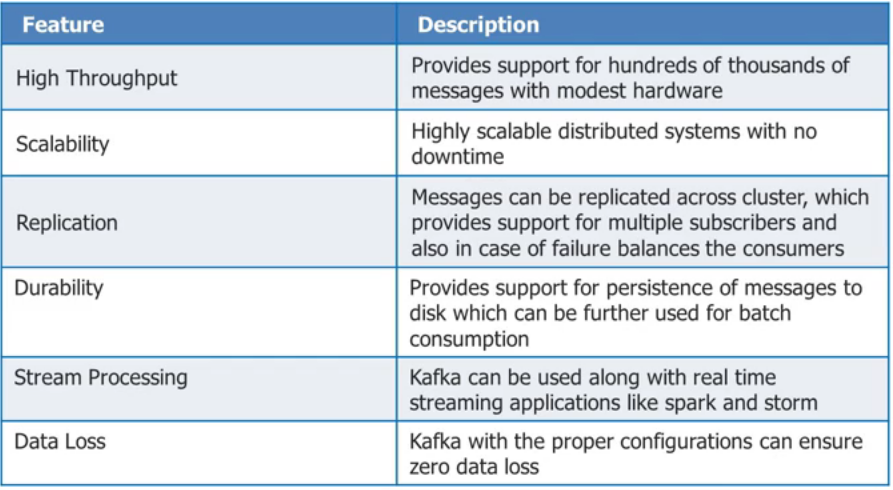 Feature
Description
High Throughput
Provides support for hundreds of thousands of
messages with modest hardware
Scalability
Highly scalable distributed systems with no
downtime
Replication
Messages can be replicated across cluster, which
provides support for multiple subscribers and
also in case of failure balances the consumers
Durability
Provides support for persistence of messages to
disk which can be further used for batch
consumption
Stream Processing
Kafka can be used along with real time
streaming applications like spark and storm
Data Loss
Kafka with the proper configurations can ensure
zero data loss